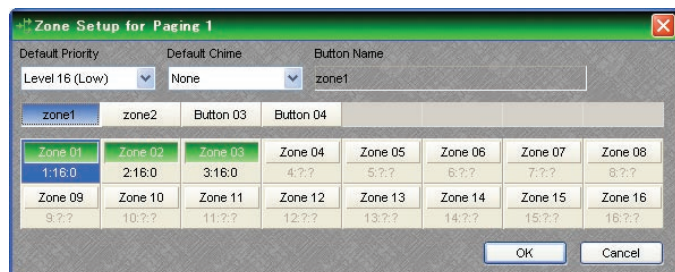 Zone Setup for Paging 1
Default Priority Default Chime Button Name
Level 16 (Low) None zone1
zone1 zone2 Button 03 Button 04
Zone 01 Zone 02 Zone 03 Zone 04 Zone 05 Zone 06 Zone 07 Zone 08
1:16:0 2:16:0 3:16:0 4:?:? 5:?:? 6:?:? 7:?:? 8:?:?
Zone 09 Zone 10 Zone 11 Zone 12 Zone 13 Zone 14 Zone 15 Zone 16
9:?:? 10:?:? 11:?:? 12:?:? 13:?:? 14:?:? 15:?:? 16:?:?
OK Cancel